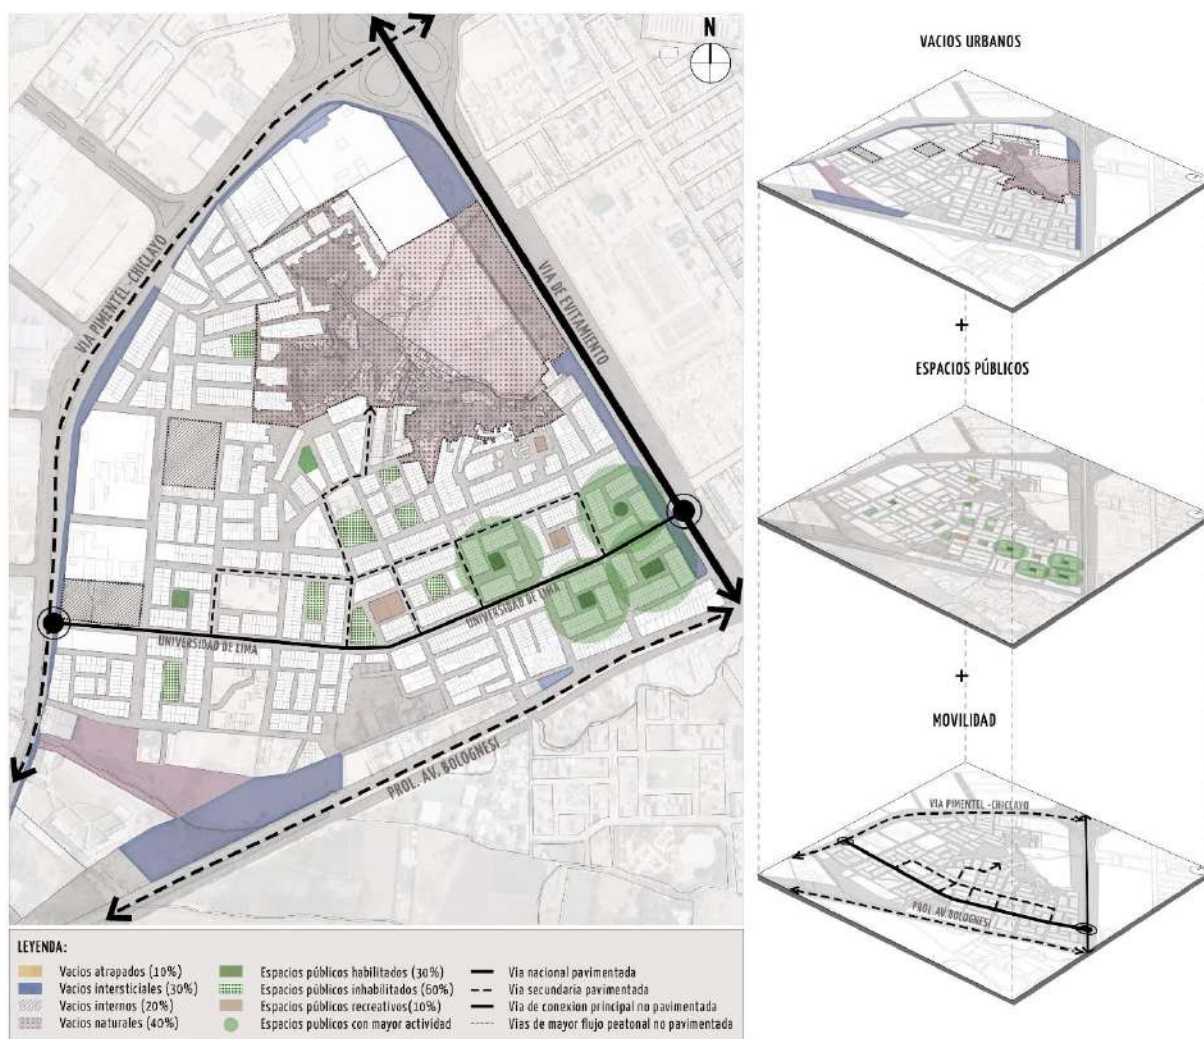 N
VIA PIMENTEL-CHICLAYO
VIA DE EVITAMIENTO
UNIVERSIDAD DE LIMA
UNIVERSIDAD DE LIMA
PROL. AV. BOLOGNESI
LEYENDA:
Vacios atrapados (10%)
Vacios intersticiales (30%)
Vacios internos (20%)
Vacios naturales (40%)
Espacios públicos habilitados (30%)
Espacios públicos inhabilitados (60%)
Espacios públicos recreativos(10%)
Espacios publicos con mayor actividad
Via nacional pavimentada
Via secundaria pavimentada
Via de conexion principal no pavimentada
Vias de mayor flujo peatonal no pavimentada
VACIOS URBANOS
+
ESPACIOS PÚBLICOS
+
MOVILIDAD
VIA PIMENTEL -CHICLAYO
PROL. AV. BOLOGNESI